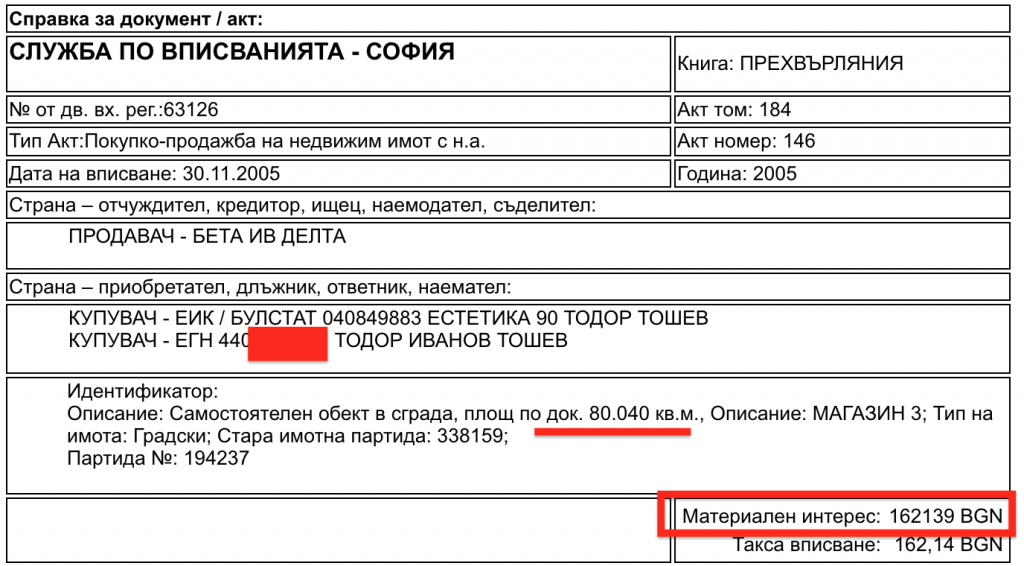 Справка за документ / акт:
СЛУЖБА ПО ВПИСВАНИЯТА - СОФИЯ
Книга: ПРЕХВЪРЛЯНИЯ
№ от дв. вх. рег.:63126
Акт том: 184
Тип Акт:Покупко-продажба на недвижим имот с н.а.
Акт номер: 146
Дата на вписване: 30.11.2005
Година: 2005
Страна – отчуждител, кредитор, ищец, наемодател, съделител:
ПРОДАВАЧ - БЕТА ИВ ДЕЛТА
Страна – приобретател, длъжник, ответник, наемател:
КУПУВАЧ - ЕИК / БУЛСТАТ 040849883 ЕСТЕТИКА 90 ТОДОР ТОШЕВ
КУПУВАЧ - ЕГН 440 ТОДОР ИВАНОВ ТОШЕВ
Идентификатор:
Описание: Самостоятелен обект в сграда, площ по док. 80.040 кв.м., Описание: МАГАЗИН 3; Тип на
имота: Градски; Стара имотна партида: 338159;
Партида №: 194237
Материален интерес: 162139 BGN
Такса вписване: 162,14 BGN